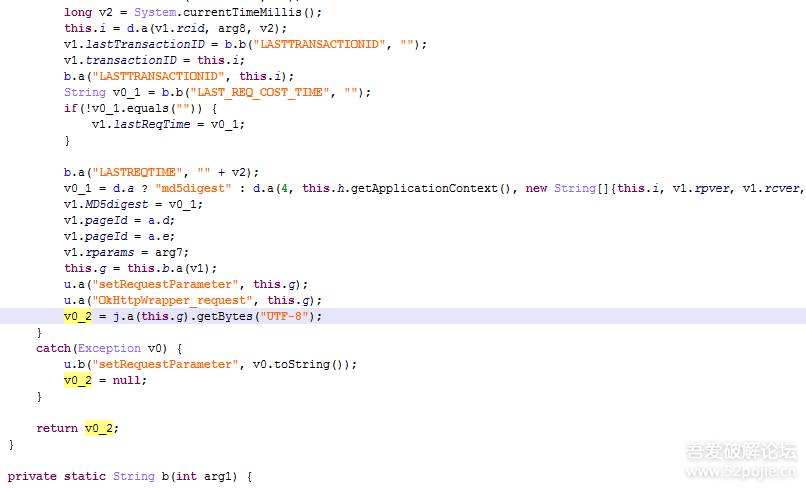 long v2 = System.currentTimeMillis();
this.i = d.a(v1.rcid, arg8, v2);
v1.lastTransactionID = b.b("LASTTRANSACTIONID", "");
v1.transactionID = this.i;
b.a("LASTTRANSACTIONID", this.i);
String v0_1 = b.b("LAST_REQ_COST_TIME", "");
if(!v0_1.equals("")) {
v1.lastReqTime = v0_1;
}
b.a("LASTREQTIME", "" + v2);
v0_1 = d.a ? "md5digest" : d.a(4, this.h.getApplicationContext(), new String[]{this.i, v1.rpver, v1.rcver,
v1.MD5digest = v0_1;
v1.pageId = a.d;
v1.pageId = a.e;
v1.rparams = arg7;
this.g = this.b.a(v1);
u.a("setRequestParameter", this.g);
u.a("OkHttpWrapper_request", this.g);
v0_2 = j.a(this.g).getBytes("UTF-8");
}
catch(Exception v0) {
u.b("setRequestParameter", v0.toString());
v0_2 = null;
}
return v0_2;
}
private static String b(int arg1) {
吾爱破解论坛
www.52pojie.cn